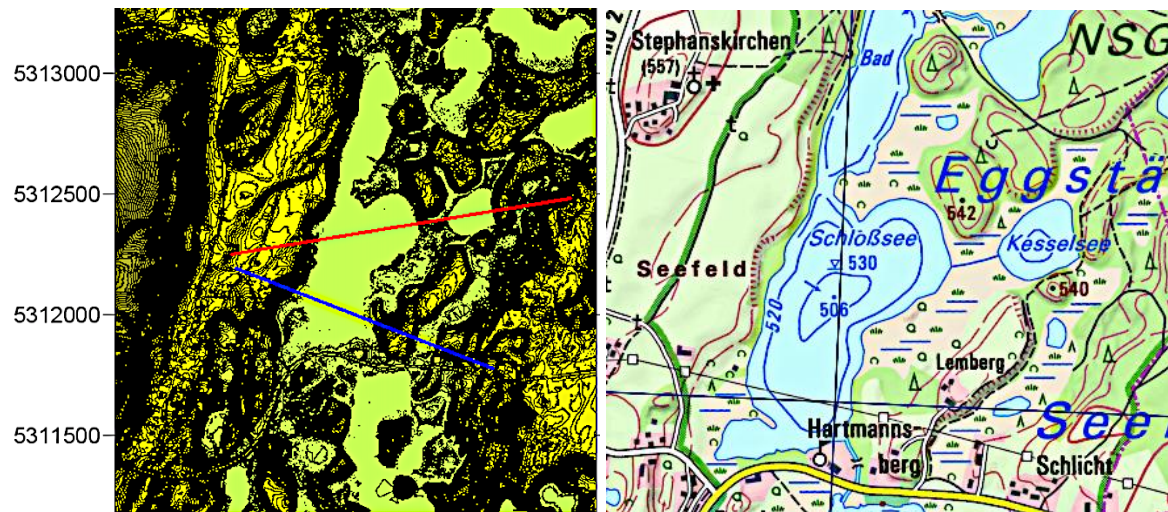 5313000
5312500
5312000
5311500
Stephanskirchen
(557)
Bad
NSG
Eggstä
542
Schloßsee
530
Kesselsee
Seefeld
540
506
520
Lemberg
Hartmanns-
berg
See
Schlicht